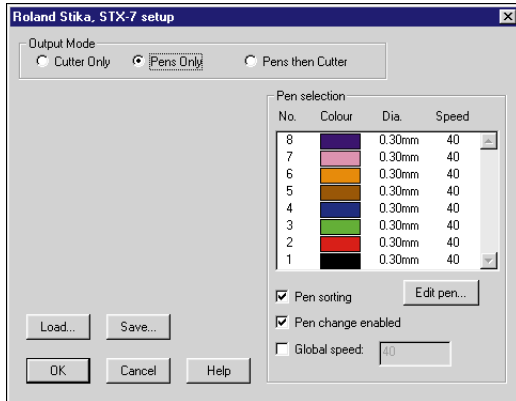 Roland Stika, STX-7 setup
Output Mode
Cutter Only Pens Only Pens then Cutter
Pen selection
No. Colour Dia. Speed
8 0.30mm 40
7 0.30mm 40
6 0.30mm 40
5 0.30mm 40
4 0.30mm 40
3 0.30mm 40
2 0.30mm 40
1 0.30mm 40
Pen sorting Edit pen...
Pen change enabled
Global speed: 40
Load... Save...
OK Cancel Help